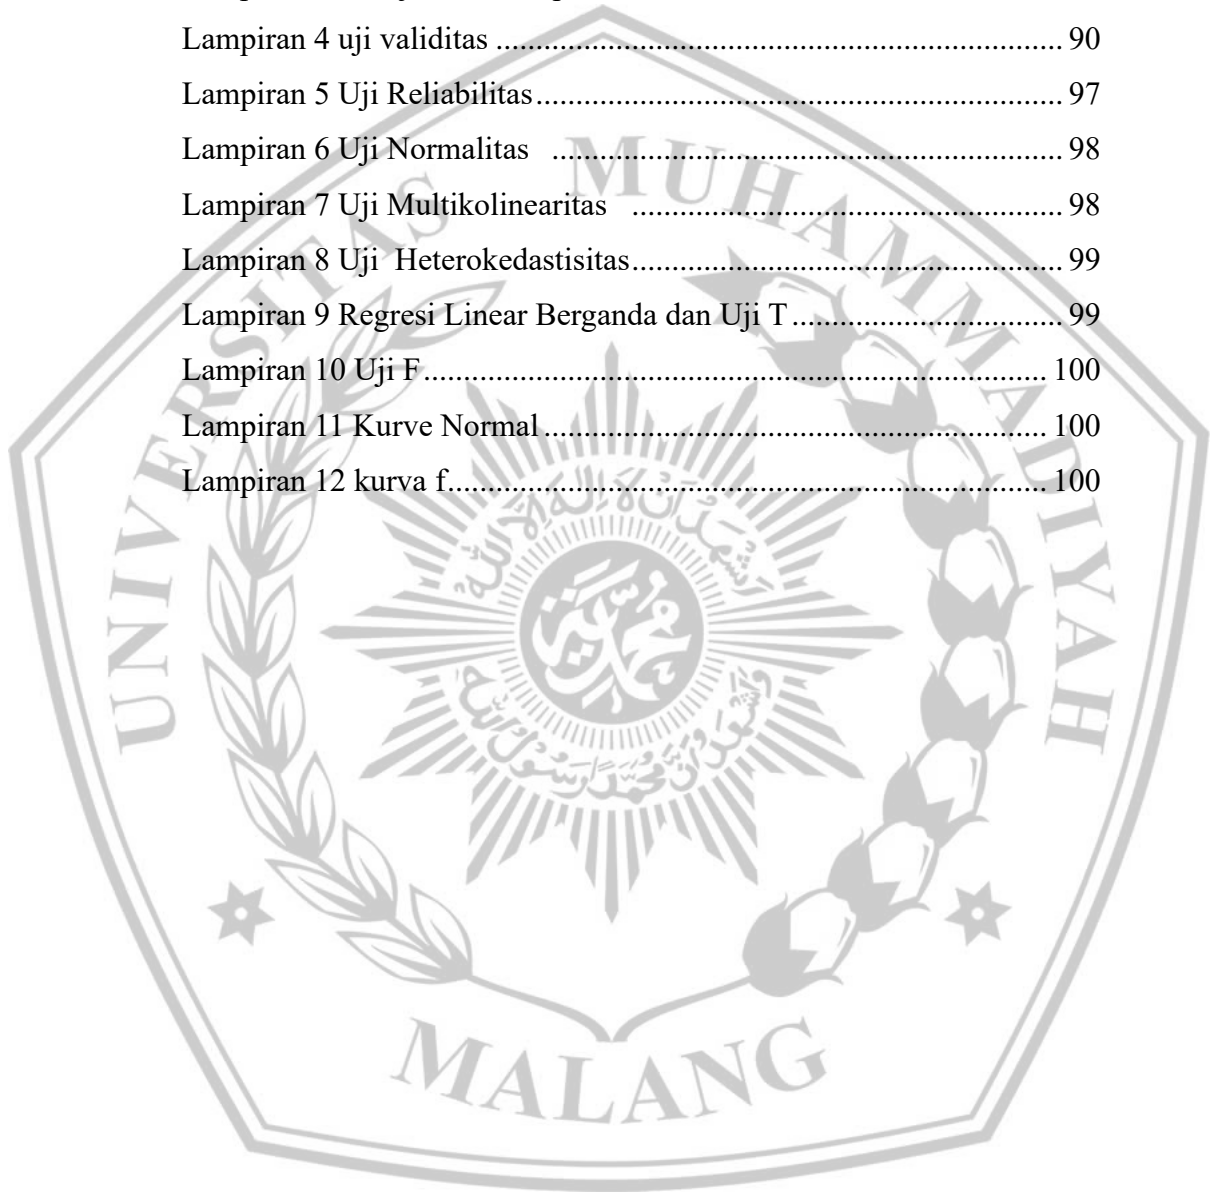 Lampiran 4 uji validitas ........................................................................ 90
Lampiran 5 Uji Reliabilitas................................................................... 97
Lampiran 6 Uji Normalitas ................................................................. 98
Lampiran 7 Uji Multikolinearitas ....................................................... 98
Lampiran 8 Uji Heterokedastisitas....................................................... 99
Lampiran 9 Regresi Linear Berganda dan Uji T .................................. 99
Lampiran 10 Uji F............................................................................... 100
Lampiran 11 Kurve Normal ................................................................ 100
Lampiran 12 kurva f............................................................................ 100
UNIVERSITAS MUHAMMADIYAH
MALANG